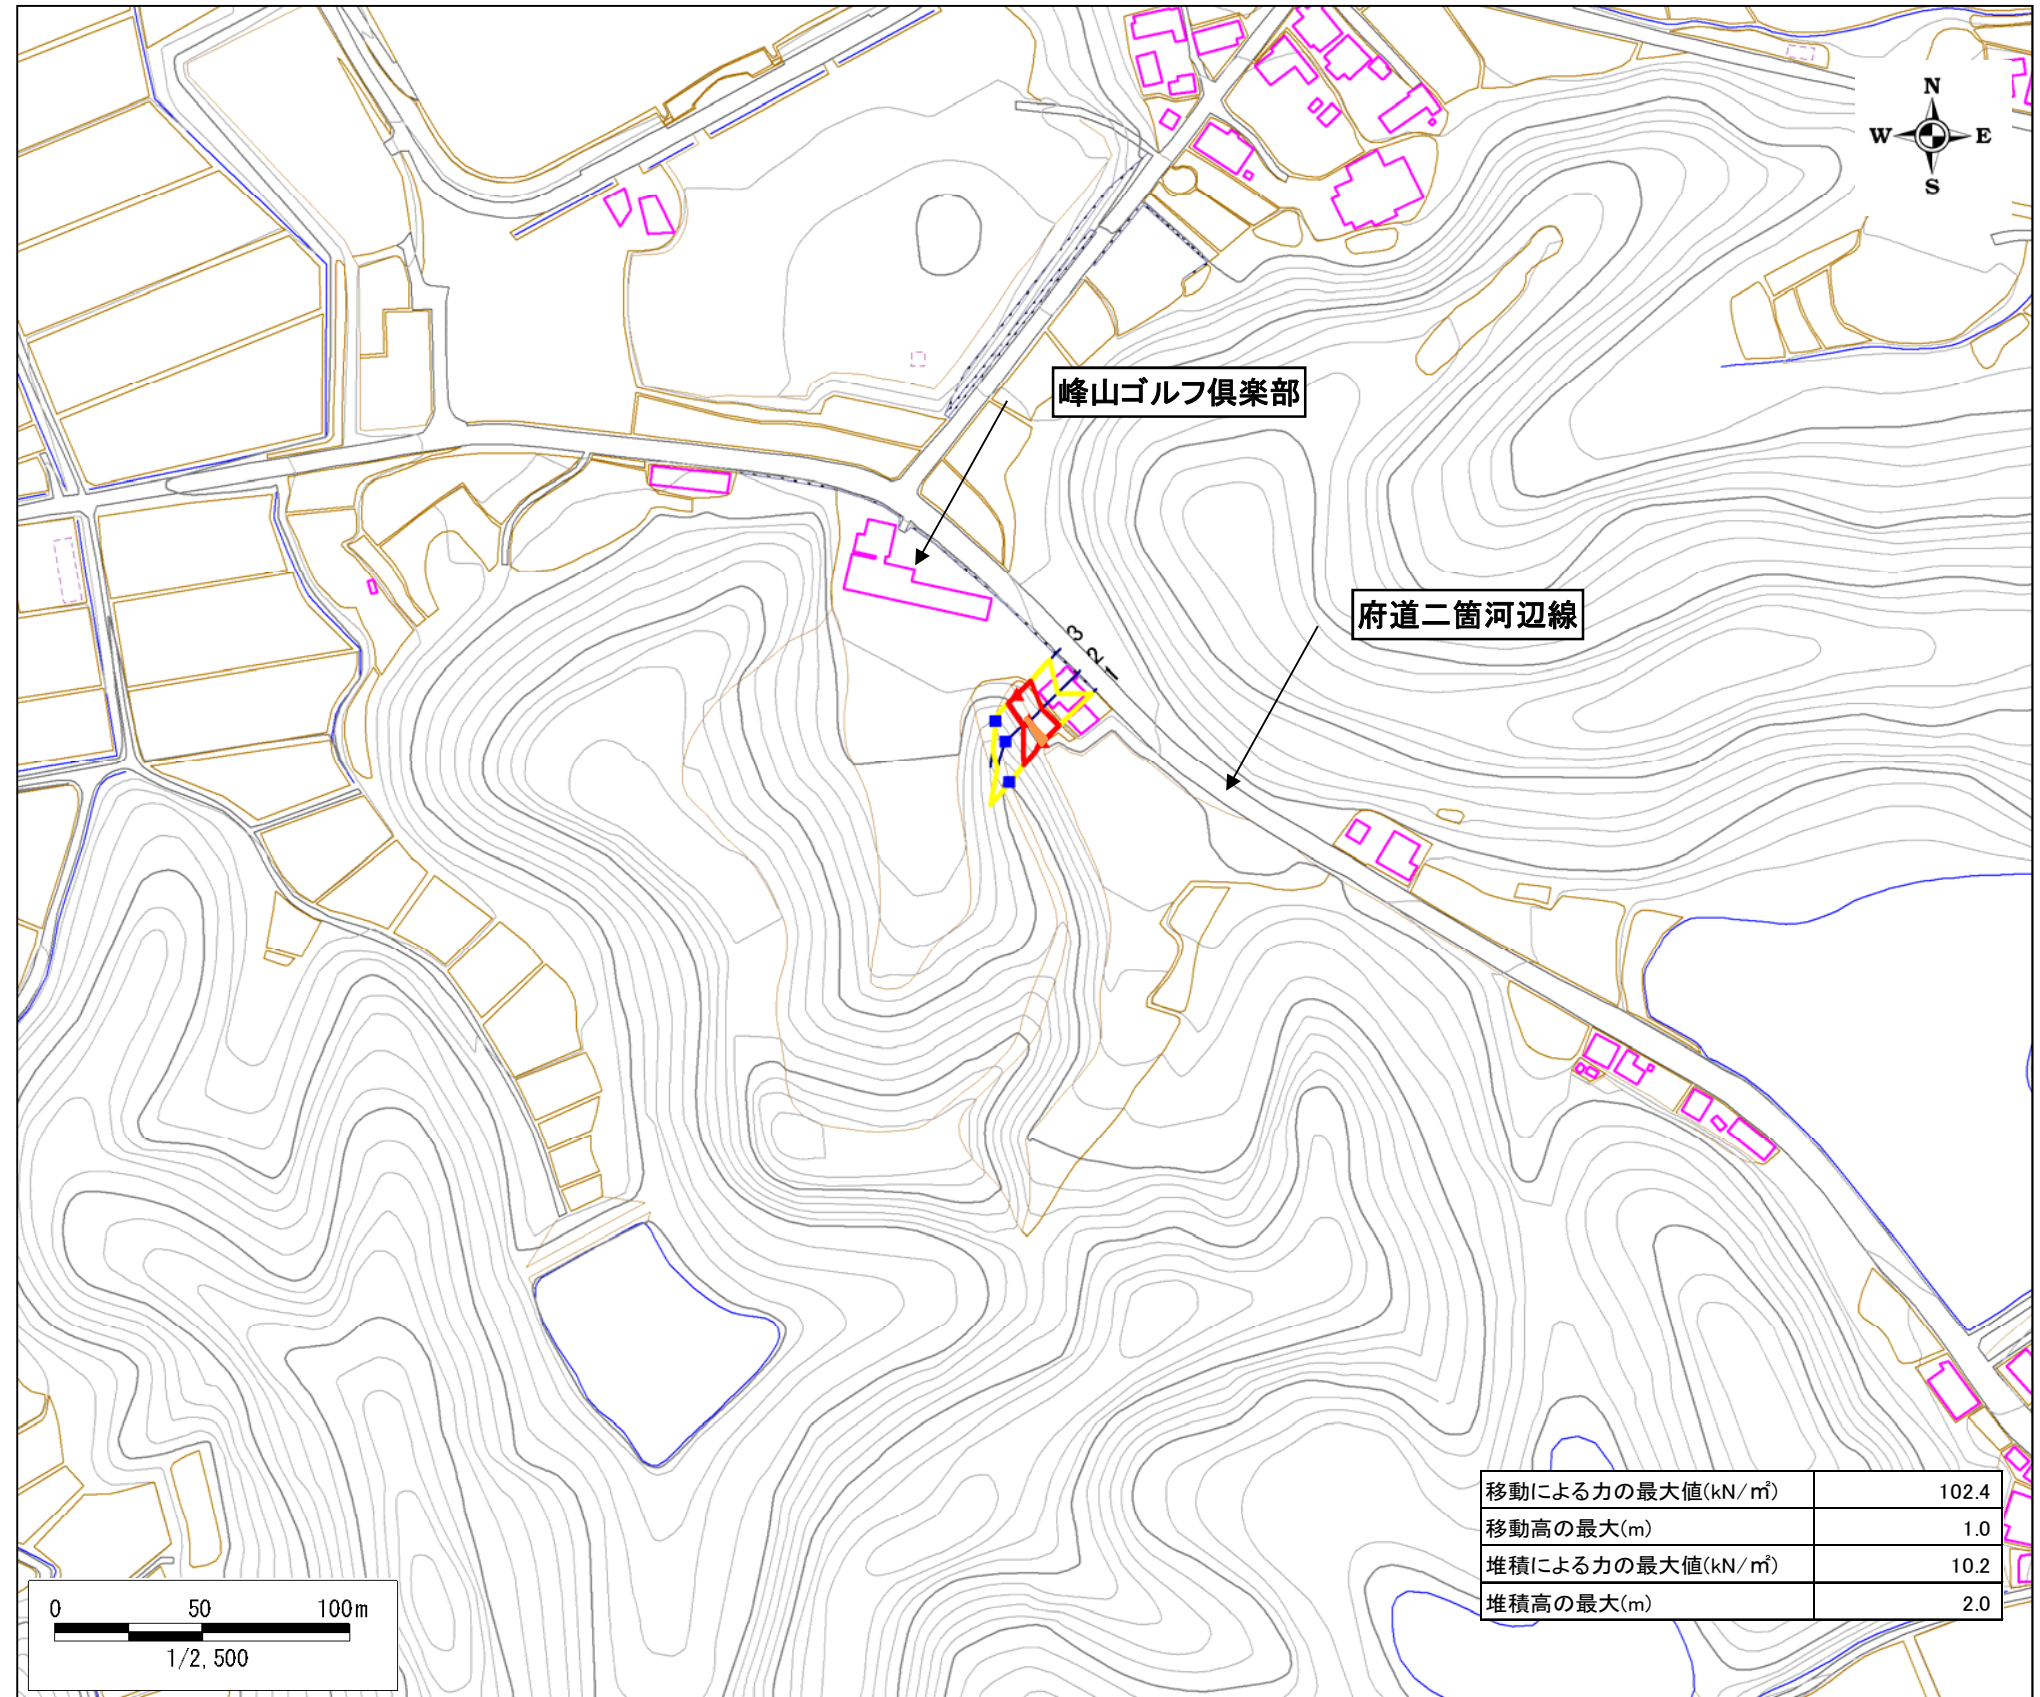 N
W E
S
峰山ゴルフ倶楽部
府道二箇河辺線
3
2
1
移動による力の最大値(kN/㎡) 102.4
移動高の最大(m) 1.0
堆積による力の最大値(kN/㎡) 10.2
堆積高の最大(m) 2.0
0 50 100m
1/2,500